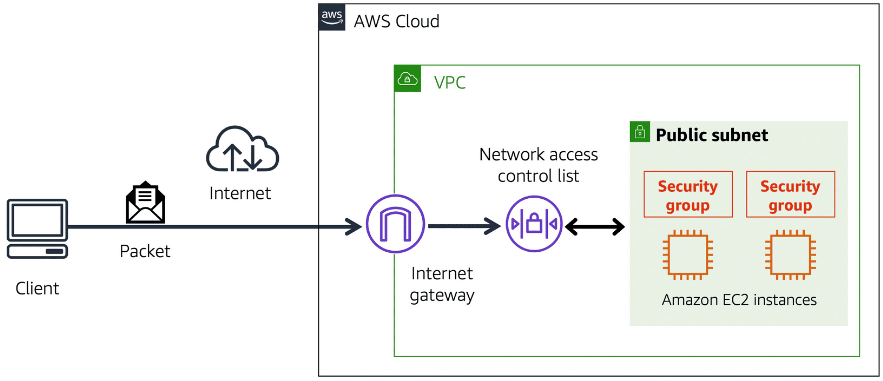 aws
AWS Cloud
VPC
Public subnet
Network access
control list
Security
group
Security
group
Internet
Packet
Client
Internet
gateway
Amazon EC2 instances